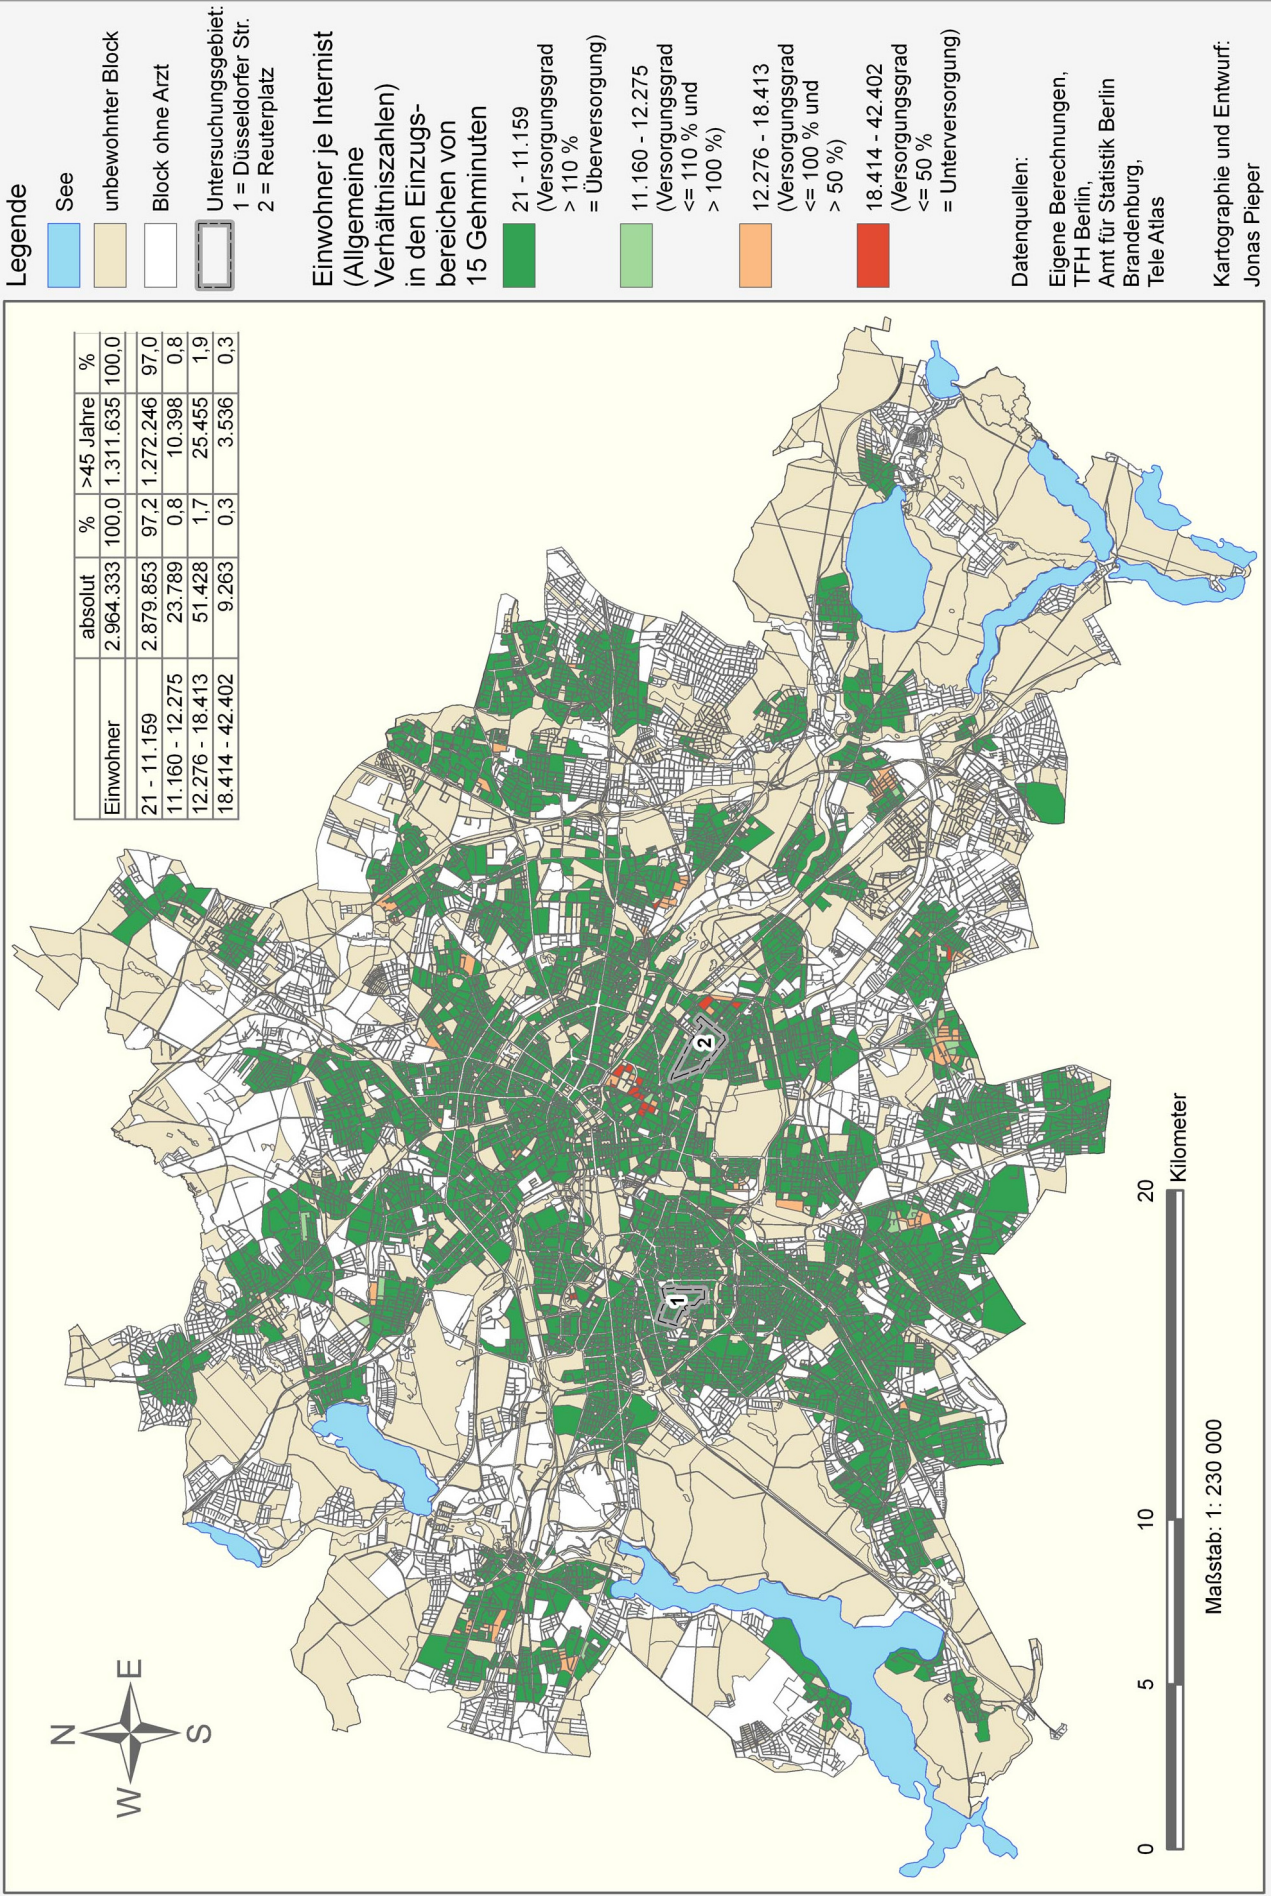 N
W E
S
absolut % >45 Jahre %
Einwohner 2.964.333 100,0 1.311.635 100,0
21 - 11.159 2.879.853 97,2 1.272.246 97,0
11.160 - 12.275 23.789 0,8 10.398 0,8
12.276 - 18.413 51.428 1,7 25.455 1,9
18.414 - 42.402 9.263 0,3 3.536 0,3
1
2
0 5 10 20
Kilometer
Maßstab: 1: 230 000
Legende
See
unbewohnter Block
Block ohne Arzt
Untersuchungsgebiet:
1 = Düsseldorfer Str.
2 = Reuterplatz
Einwohner je Internist
(Allgemeine
Verhältniszahlen)
in den Einzugs-
bereichen von
15 Gehminuten
21 - 11.159
(Versorgungsgrad
> 110 %
= Überversorgung)
11.160 - 12.275
(Versorgungsgrad
<= 110 % und
> 100 %)
12.276 - 18.413
(Versorgungsgrad
<= 100 % und
> 50 %)
18.414 - 42.402
(Versorgungsgrad
<= 50 %
= Unterversorgung)
Datenquellen:
Eigene Berechnungen,
TFH Berlin,
Amt für Statistik Berlin
Brandenburg,
Tele Atlas
Kartographie und Entwurf:
Jonas Pieper